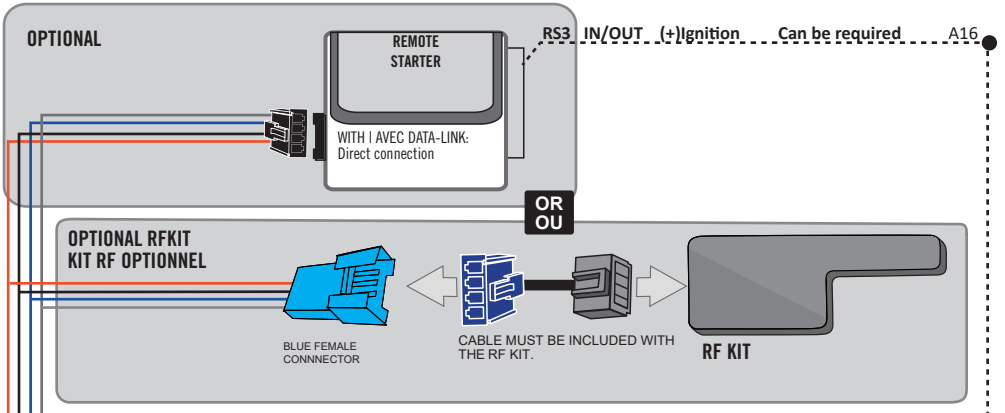 OPTIONAL
REMOTE
STARTER
WITH | AVEC DATA-LINK:
Direct connection
RS3 IN/OUT (+)Ignition Can be required A16
OR
OU
OPTIONAL RFKIT
KIT RF OPTIONNEL
BLUE FEMALE
CONNNECTOR
CABLE MUST BE INCLUDED WITH
THE RF KIT.
RF KIT